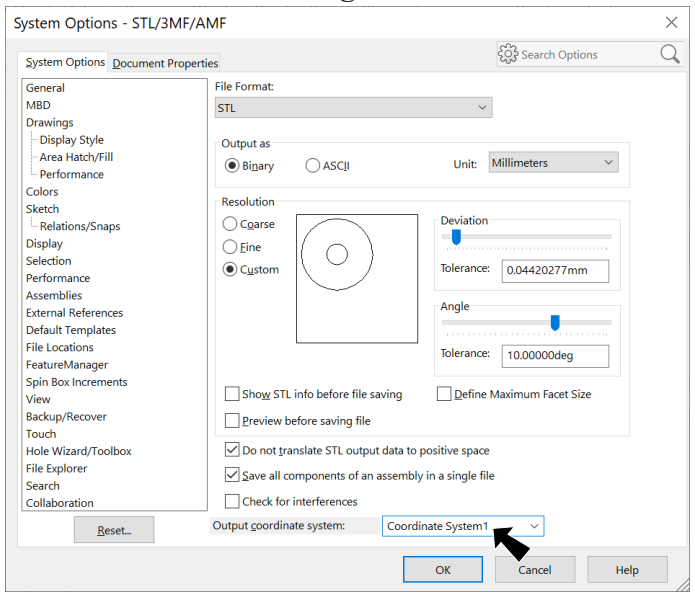 System Options - STL/3MF/AMF
Search Options
System Options Document Properties
General
MBD
Drawings
Display Style
Area Hatch/Fill
Performance
Colors
Sketch
Relations/Snaps
Display
Selection
Performance
Assemblies
External References
Default Templates
File Locations
FeatureManager
Spin Box Increments
View
Backup/Recover
Touch
Hole Wizard/Toolbox
File Explorer
Search
Collaboration
Reset...
File Format:
STL
Output as
Binary ASCII Unit: Millimeters
Resolution
Coarse
Fine
Custom
Deviation
Tolerance: 0.04420277mm
Angle
Tolerance: 10.00000deg
Show STL info before file saving Define Maximum Facet Size
Preview before saving file
Do not translate STL output data to positive space
Save all components of an assembly in a single file
Check for interferences
Output coordinate system: Coordinate System1
OK Cancel Help